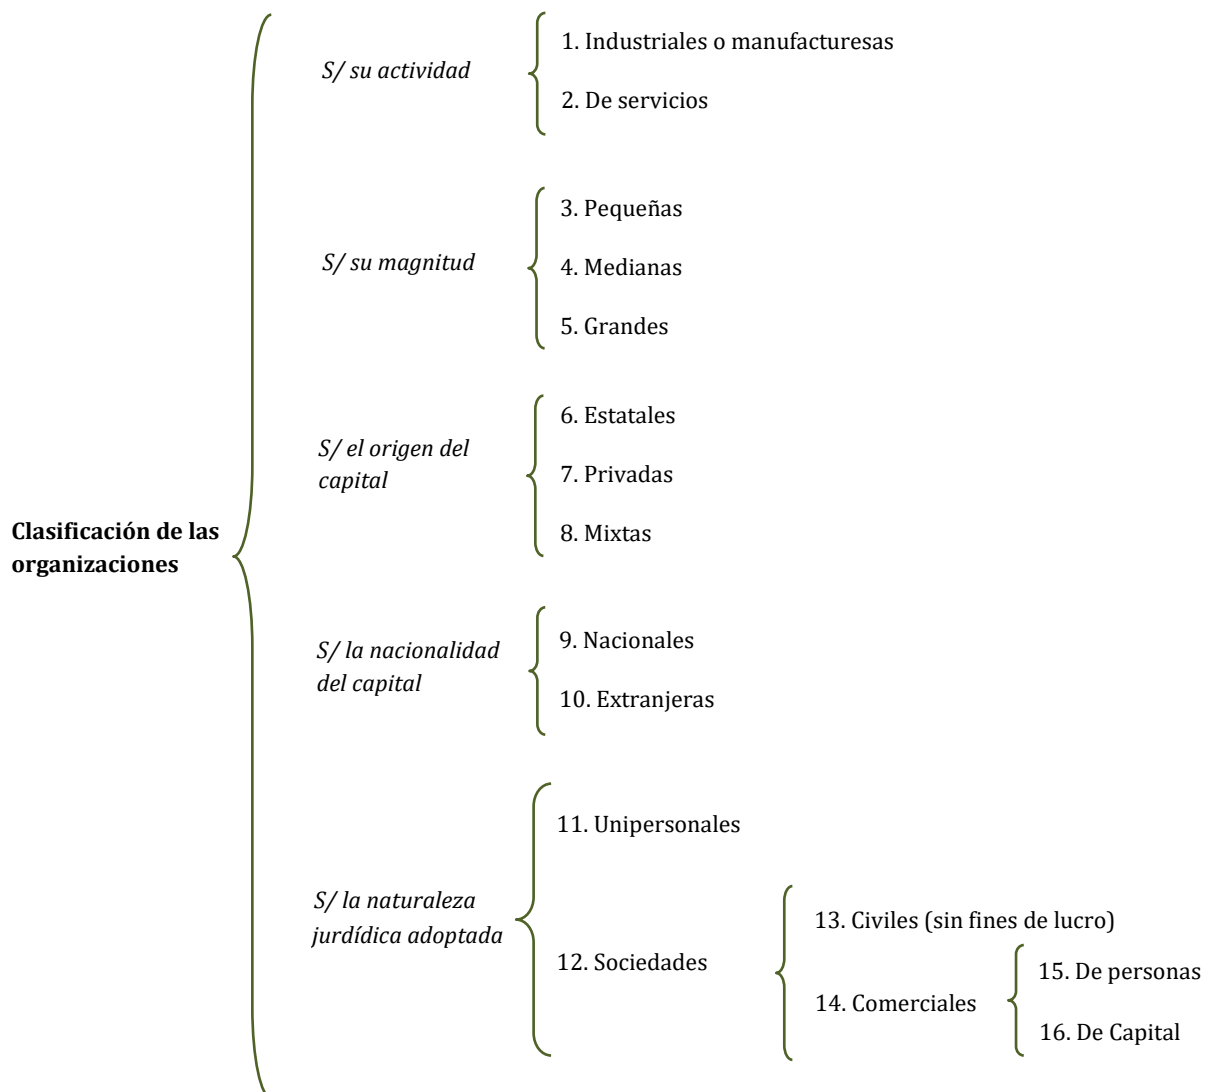 S/ su actividad
1. Industriales o manufacturesas
2. De servicios
S/ su magnitud
3. Pequeñas
4. Medianas
5. Grandes
S/ el origen del
capital
6. Estatales
7. Privadas
8. Mixtas
Clasificación de las
organizaciones
S/ la nacionalidad
del capital
9. Nacionales
10. Extranjeras
S/ la naturaleza
jurdídica adoptada
11. Unipersonales
12. Sociedades
13. Civiles (sin fines de lucro)
14. Comerciales
15. De personas
16. De Capital